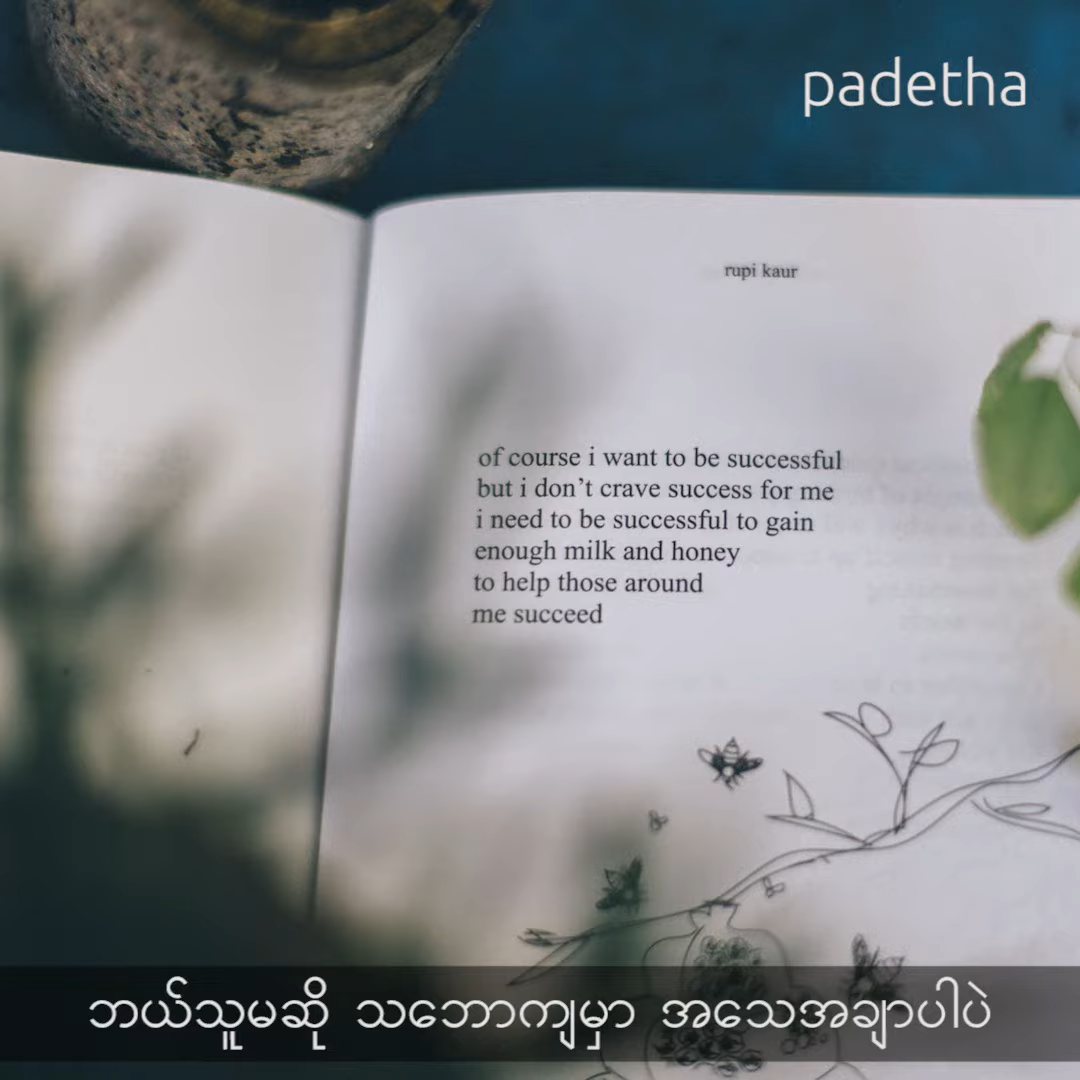 padetha
rupi kaur
of course i want to be successful
but i don’t crave success for me
i need to be successful to gain
enough milk and honey
to help those around
me succeed
ဘယ်သူမဆို သဘောကျမှာ အသေအချာပါပဲ